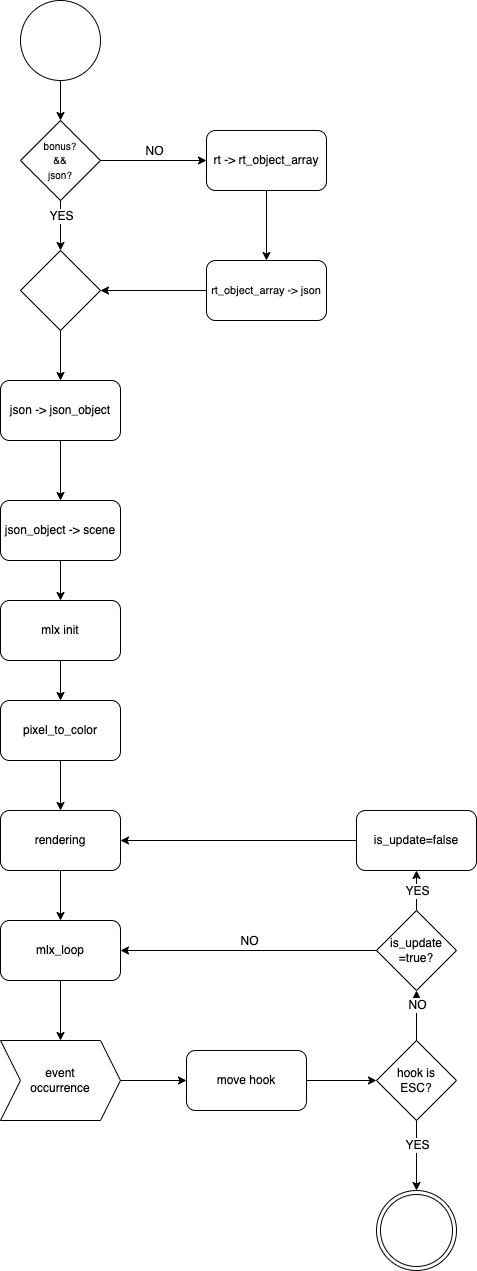 bonus?
&&
json?
NO
rt -> rt_object_array
YES
rt_object_array -> json
json -> json_object
json_object -> scene
mlx init
pixel_to_color
rendering
is_update=false
YES
mlx_loop
NO
is_update
=true?
NO
event
occurrence
move hook
hook is
ESC?
YES